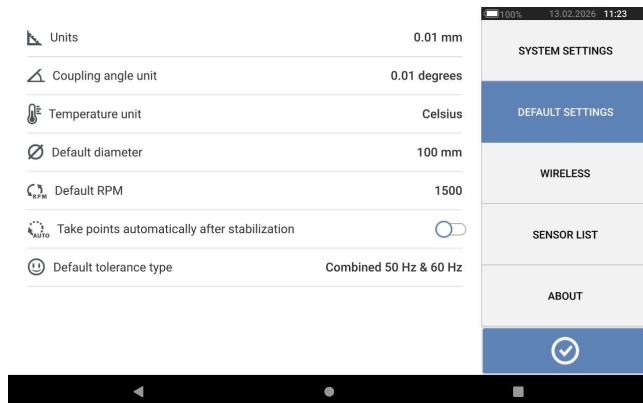 100% 13.02.2026 11:23
Units 0.01 mm
Coupling angle unit 0.01 degrees
Temperature unit Celsius
Default diameter 100 mm
RPM Default RPM 1500
AUTO Take points automatically after stabilization
Default tolerance type Combined 50 Hz & 60 Hz
SYSTEM SETTINGS
DEFAULT SETTINGS
WIRELESS
SENSOR LIST
ABOUT